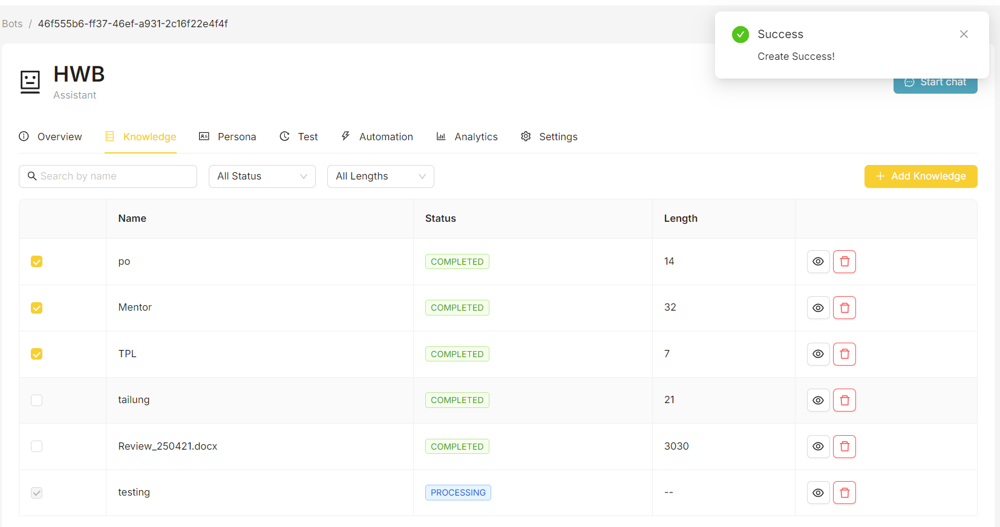 Bots / 46f555b6-ff37-46ef-a931-2c16f22e4f4f
Success
Create Success!
HWB
Assistant
Start chat
Overview Knowledge Persona Test Automation Analytics Settings
Search by name All Status All Lengths + Add Knowledge
Name Status Length
po COMPLETED 14
Mentor COMPLETED 32
TPL COMPLETED 7
tailung COMPLETED 21
Review_250421.docx COMPLETED 3030
testing PROCESSING --